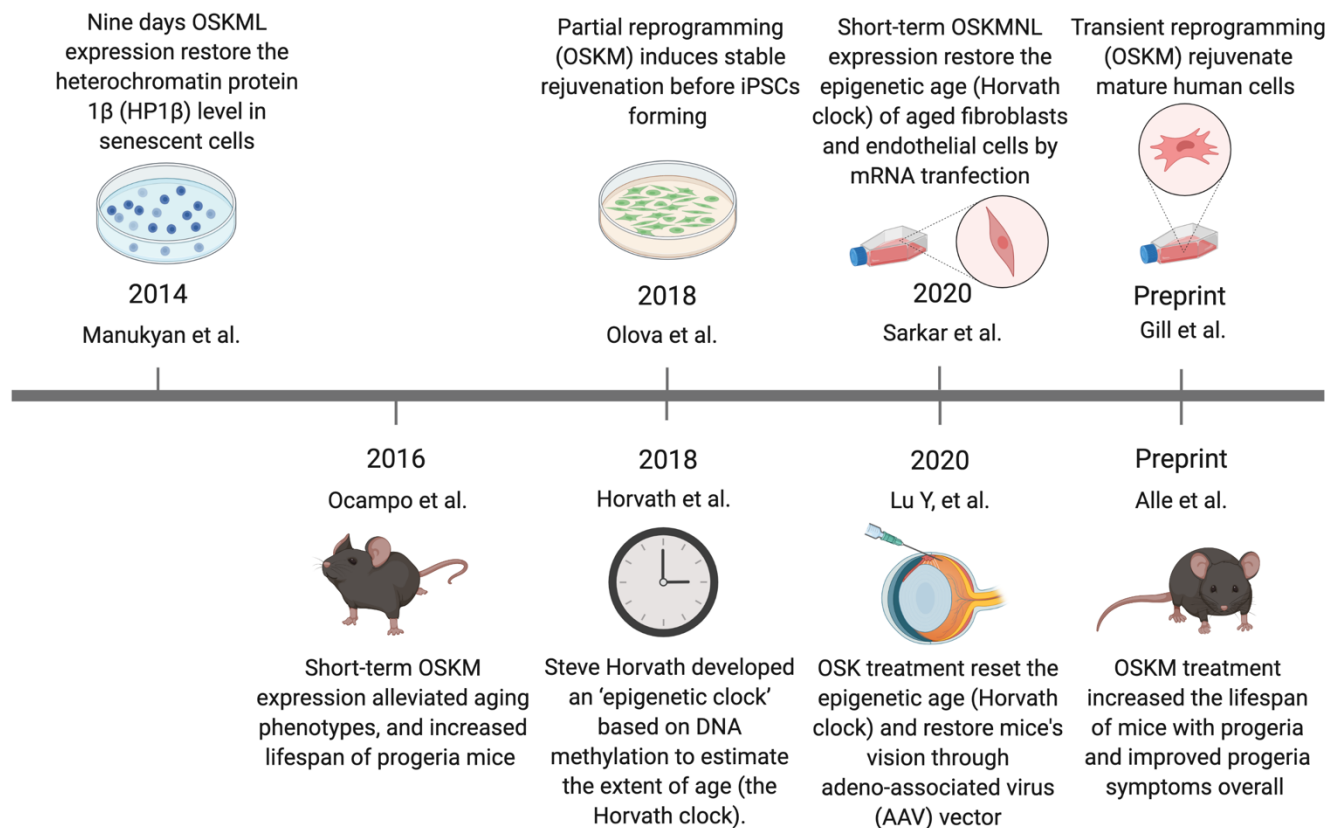 Nine days OSKML
expression restore the
heterochromatin protein
1β (HP1β) level in
senescent cells
2014
Manukyan et al.
Partial reprogramming
(OSKM) induces stable
rejuvenation before iPSCs
forming
2018
Olova et al.
Short-term OSKMNL
expression restore the
epigenetic age (Horvath
clock) of aged fibroblasts
and endothelial cells by
mRNA tranfection
2020
Sarkar et al.
Transient reprogramming
(OSKM) rejuvenate
mature human cells
Preprint
Gill et al.
2016
Ocampo et al.
Short-term OSKM
expression alleviated aging
phenotypes, and increased
lifespan of progeria mice
2018
Horvath et al.
Steve Horvath developed
an ‘epigenetic clock’
based on DNA
methylation to estimate
the extent of age (the
Horvath clock).
2020
Lu Y, et al.
OSK treatment reset the
epigenetic age (Horvath
clock) and restore mice's
vision through
adeno-associated virus
(AAV) vector
Preprint
Alle et al.
OSKM treatment
increased the lifespan
of mice with progeria
and improved progeria
symptoms overall